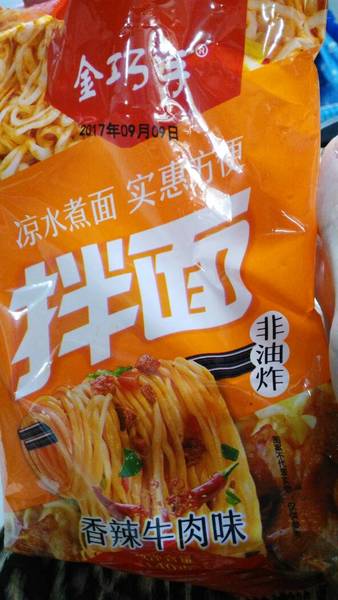 金巧手®
2017年09月09日
凉水煮面 实惠方便
拌面
非油炸
香辣牛肉味